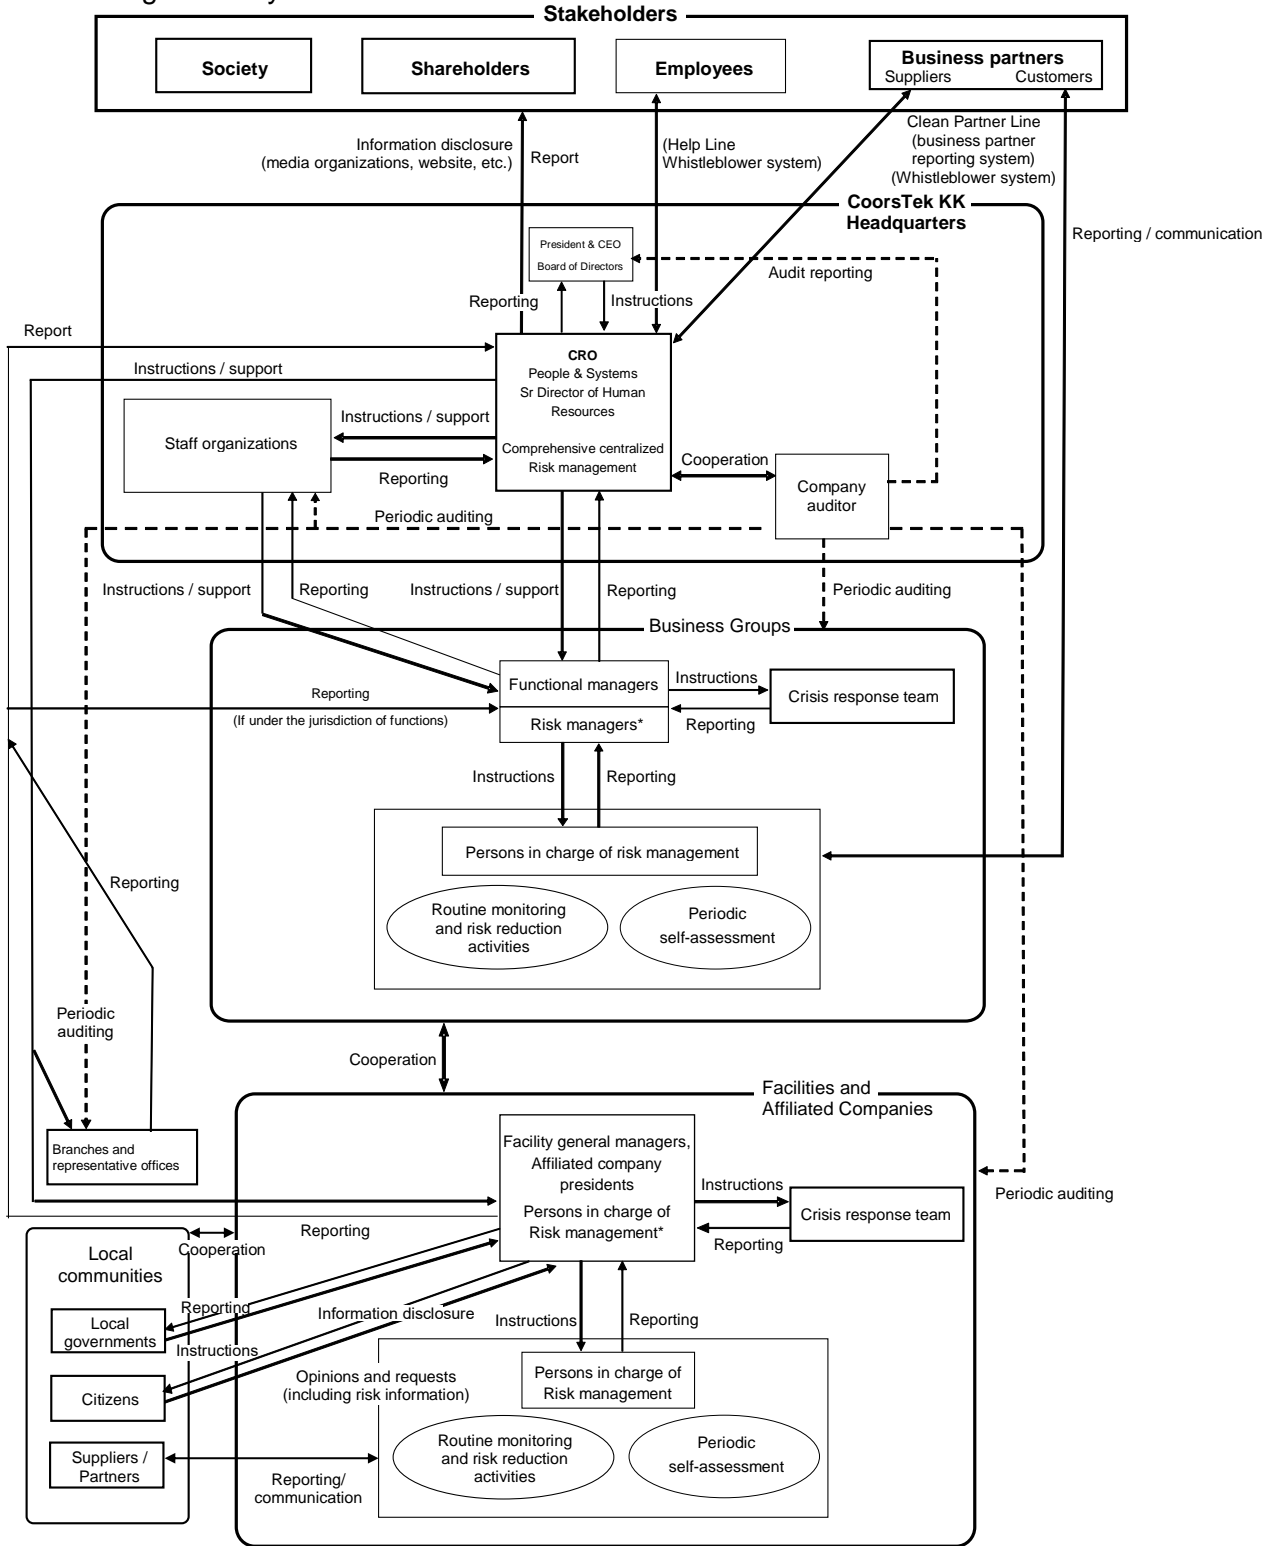 Stakeholders
Society
Shareholders
Employees
Business partners
Suppliers
Customers
Information disclosure
(media organizations, website, etc.)
Report
(Help Line
Whistleblower system)
Clean Partner Line
(business partner
reporting system)
(Whistleblower system)
CoorsTek KK
Headquarters
Reporting / communication
President & CEO
Board of Directors
Audit reporting
Reporting
Instructions
Report
CRO
People & Systems
Sr Director of Human
Resources
Comprehensive centralized
Risk management
Instructions / support
Instructions / support
Staff organizations
Reporting
Cooperation
Company
auditor
Periodic auditing
Instructions / support
Reporting
Instructions / support
Reporting
Periodic auditing
Business Groups
Functional managers
Instructions
Crisis response team
Reporting
(If under the jurisdiction of functions)
Risk managers*
Reporting
Instructions
Reporting
Persons in charge of risk management
Reporting
Routine monitoring
and risk reduction
activities
Periodic
self-assessment
Periodic
auditing
Cooperation
Facilities and
Affiliated Companies
Branches and
representative offices
Facility general managers,
Affiliated company
presidents
Persons in charge of
Risk management*
Instructions
Crisis response team
Reporting
Periodic auditing
Reporting
Cooperation
Local
communities
Reporting
Information disclosure
Instructions
Reporting
Local
governments
Instructions
Persons in charge of
Risk management
Opinions and requests
(including risk information)
Citizens
Routine monitoring
and risk reduction
activities
Periodic
self-assessment
Suppliers /
Partners
Reporting/
communication